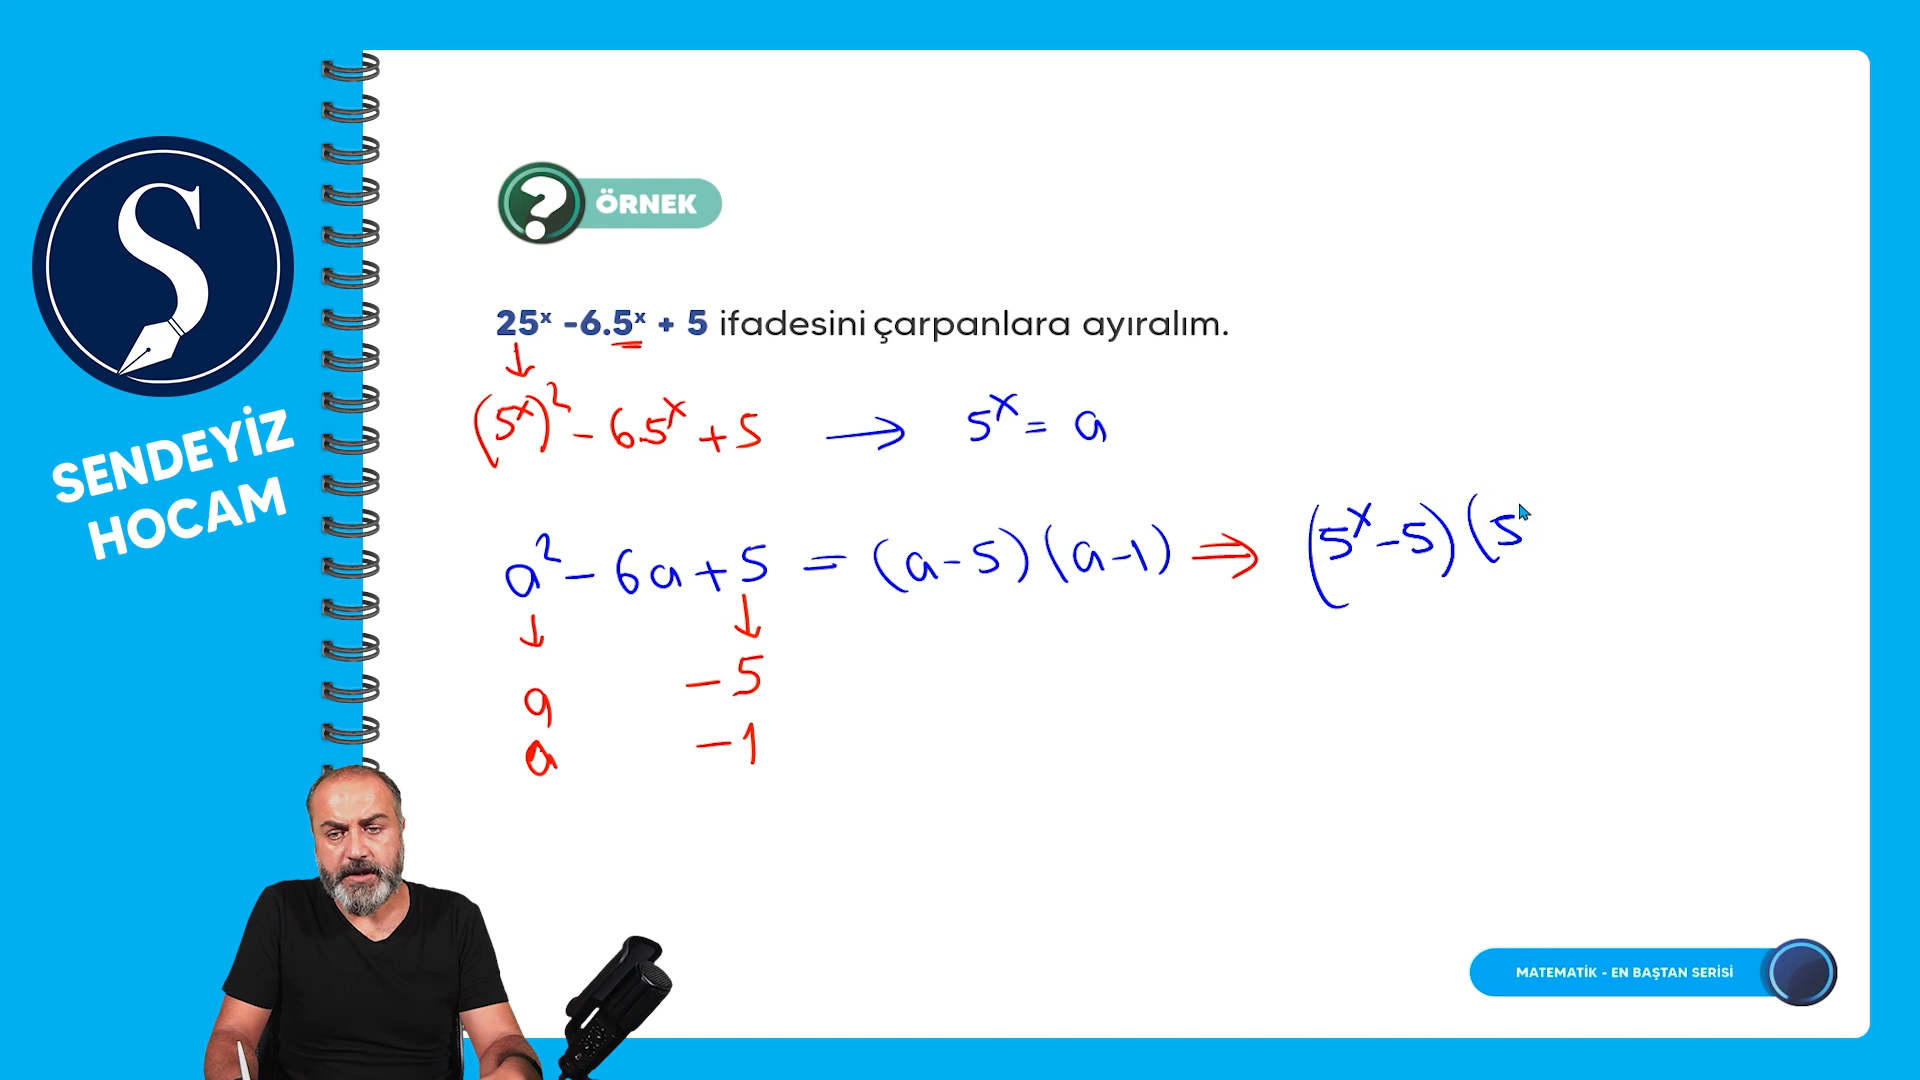 S
SENDEYİZ
HOCAM
? ÖRNEK
25ˣ -6.5ˣ + 5 ifadesini çarpanlara ayıralım.
(5ˣ)² - 6.5ˣ + 5 → 5ˣ = a
a² - 6a + 5 = (a - 5)(a - 1) ⇒ (5ˣ - 5)(5
a - 5
a - 1
MATEMATİK - EN BAŞTAN SERİSİ